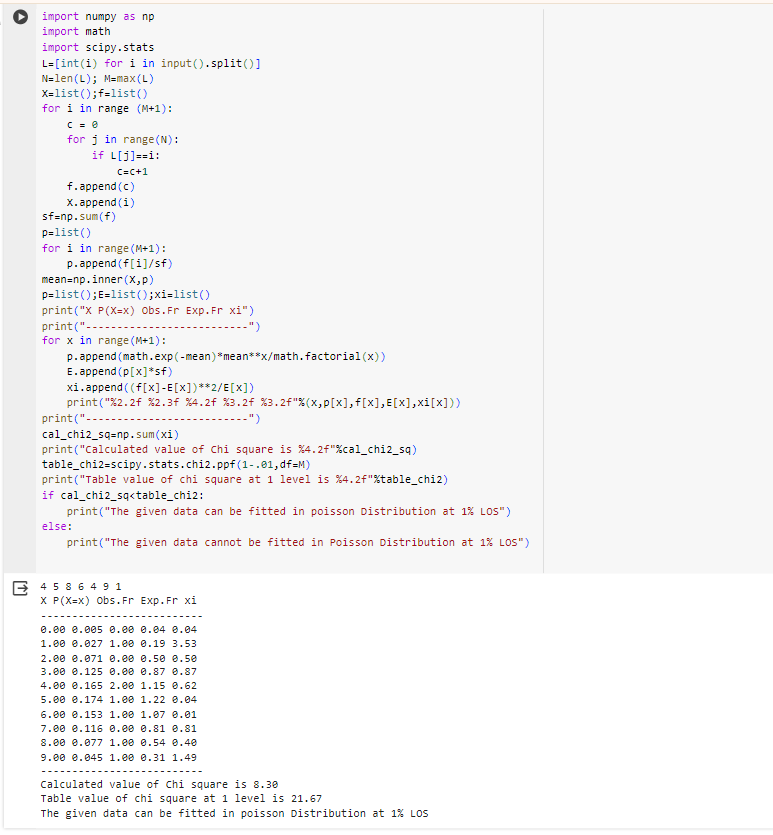 import numpy as np
import math
import scipy.stats
L=[int(i) for i in input().split()]
N=len(L); M=max(L)
X=list();f=list()
for i in range (M+1):
    c = 0
    for j in range(N):
        if L[j]==i:
            c=c+1
    f.append(c)
    X.append(i)
sf=np.sum(f)
p=list()
for i in range(M+1):
    p.append(f[i]/sf)
mean=np.inner(X,p)
p=list();E=list();xi=list()
print("X P(X=x) Obs.Fr Exp.Fr xi")
print("--------------------------")
for x in range(M+1):
    p.append(math.exp(-mean)*mean**x/math.factorial(x))
    E.append(p[x]*sf)
    xi.append((f[x]-E[x])**2/E[x])
    print("%2.2f %2.3f %4.2f %3.2f %3.2f"%(x,p[x],f[x],E[x],xi[x]))
print("--------------------------")
cal_chi2_sq=np.sum(xi)
print("Calculated value of Chi square is %4.2f"%cal_chi2_sq)
table_chi2=scipy.stats.chi2.ppf(1-.01,df=M)
print("Table value of chi square at 1 level is %4.2f"%table_chi2)
if cal_chi2_sq<table_chi2:
    print("The given data can be fitted in poisson Distribution at 1% LOS")
else:
    print("The given data cannot be fitted in Poisson Distribution at 1% LOS")
4 5 8 6 4 9 1
X P(X=x) Obs.Fr Exp.Fr xi
--------------------------
0.00 0.005 0.00 0.04 0.04
1.00 0.027 1.00 0.19 3.53
2.00 0.071 0.00 0.50 0.50
3.00 0.125 0.00 0.87 0.87
4.00 0.165 2.00 1.15 0.62
5.00 0.174 1.00 1.22 0.04
6.00 0.153 1.00 1.07 0.01
7.00 0.116 0.00 0.81 0.81
8.00 0.077 1.00 0.54 0.40
9.00 0.045 1.00 0.31 1.49
--------------------------
Calculated value of Chi square is 8.30
Table value of chi square at 1 level is 21.67
The given data can be fitted in poisson Distribution at 1% LOS